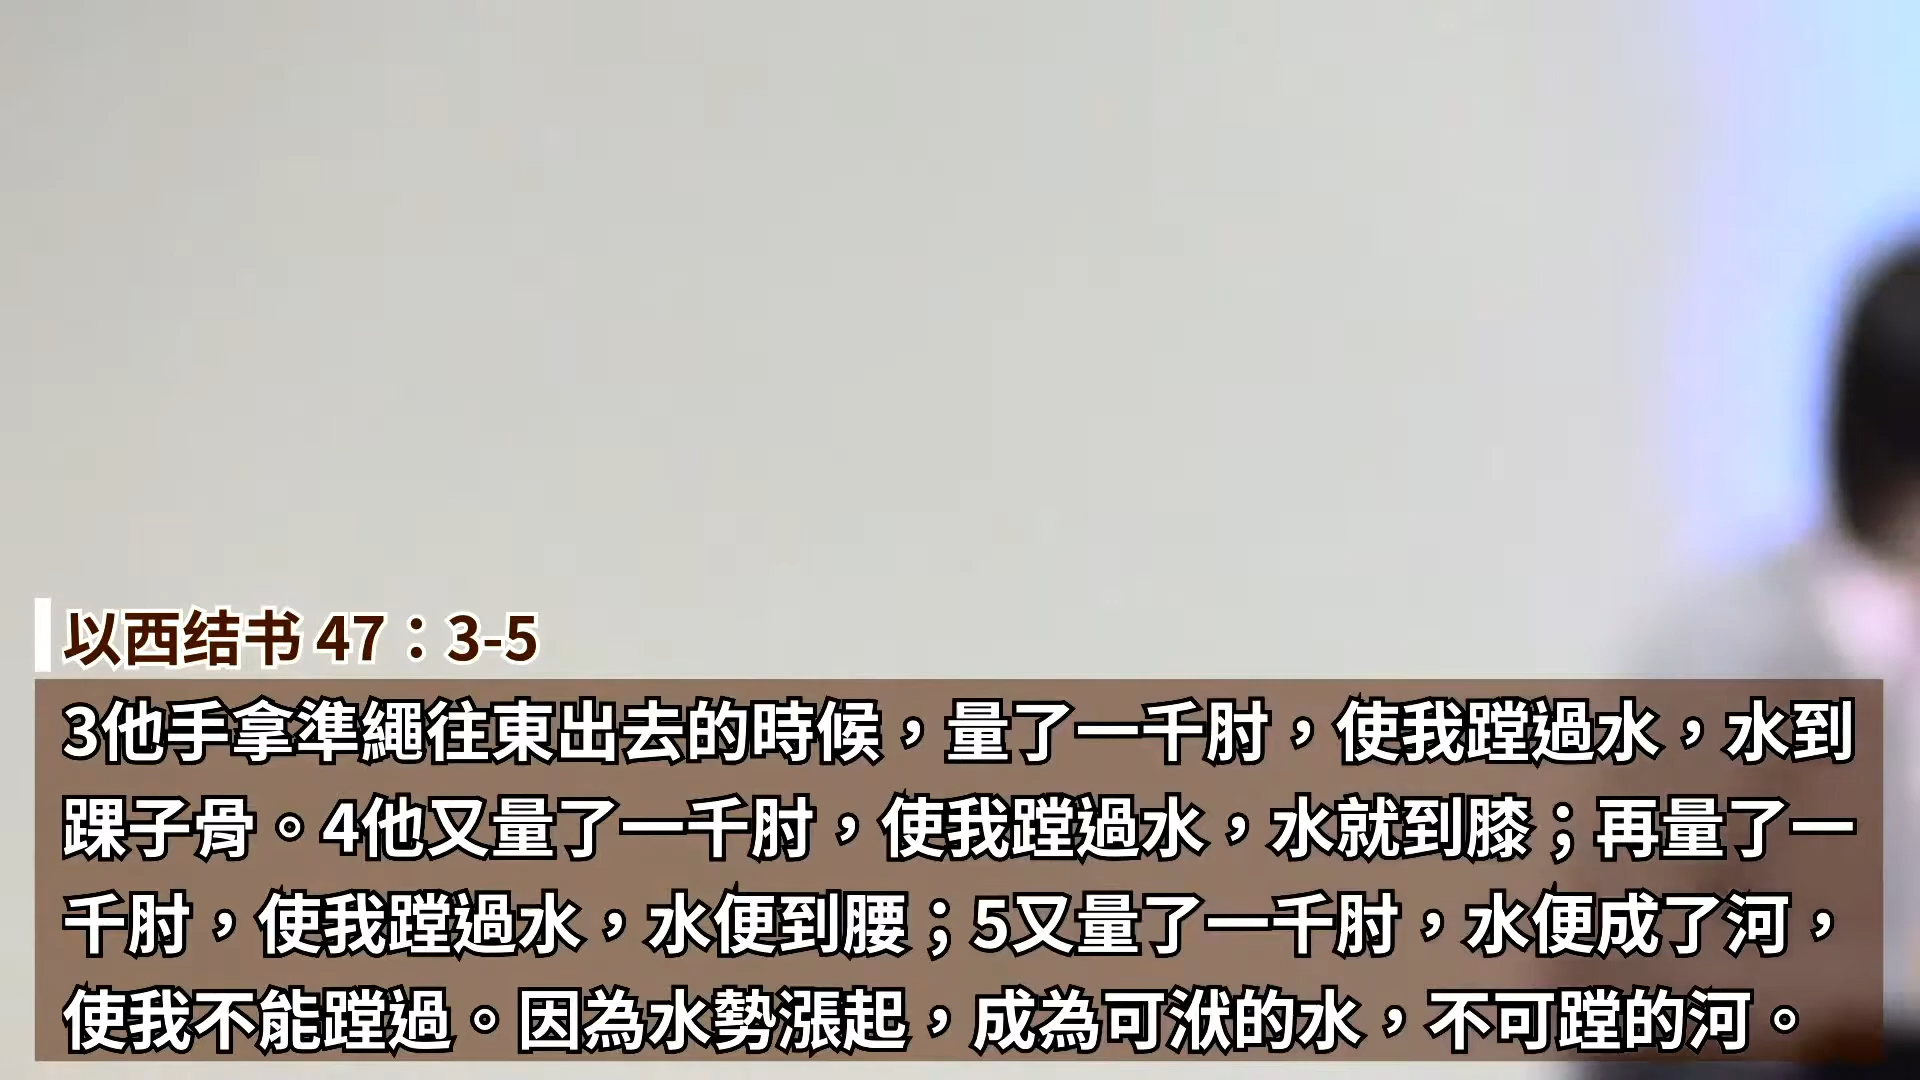 以西结书 47：3-5
3他手拿準繩往東出去的時候，量了一千肘，使我蹚過水，水到
踝子骨。4他又量了一千肘，使我蹚過水，水就到膝；再量了一
千肘，使我蹚過水，水便到腰；5又量了一千肘，水便成了河，
使我不能蹚過。因為水勢漲起，成為可洑的水，不可蹚的河。